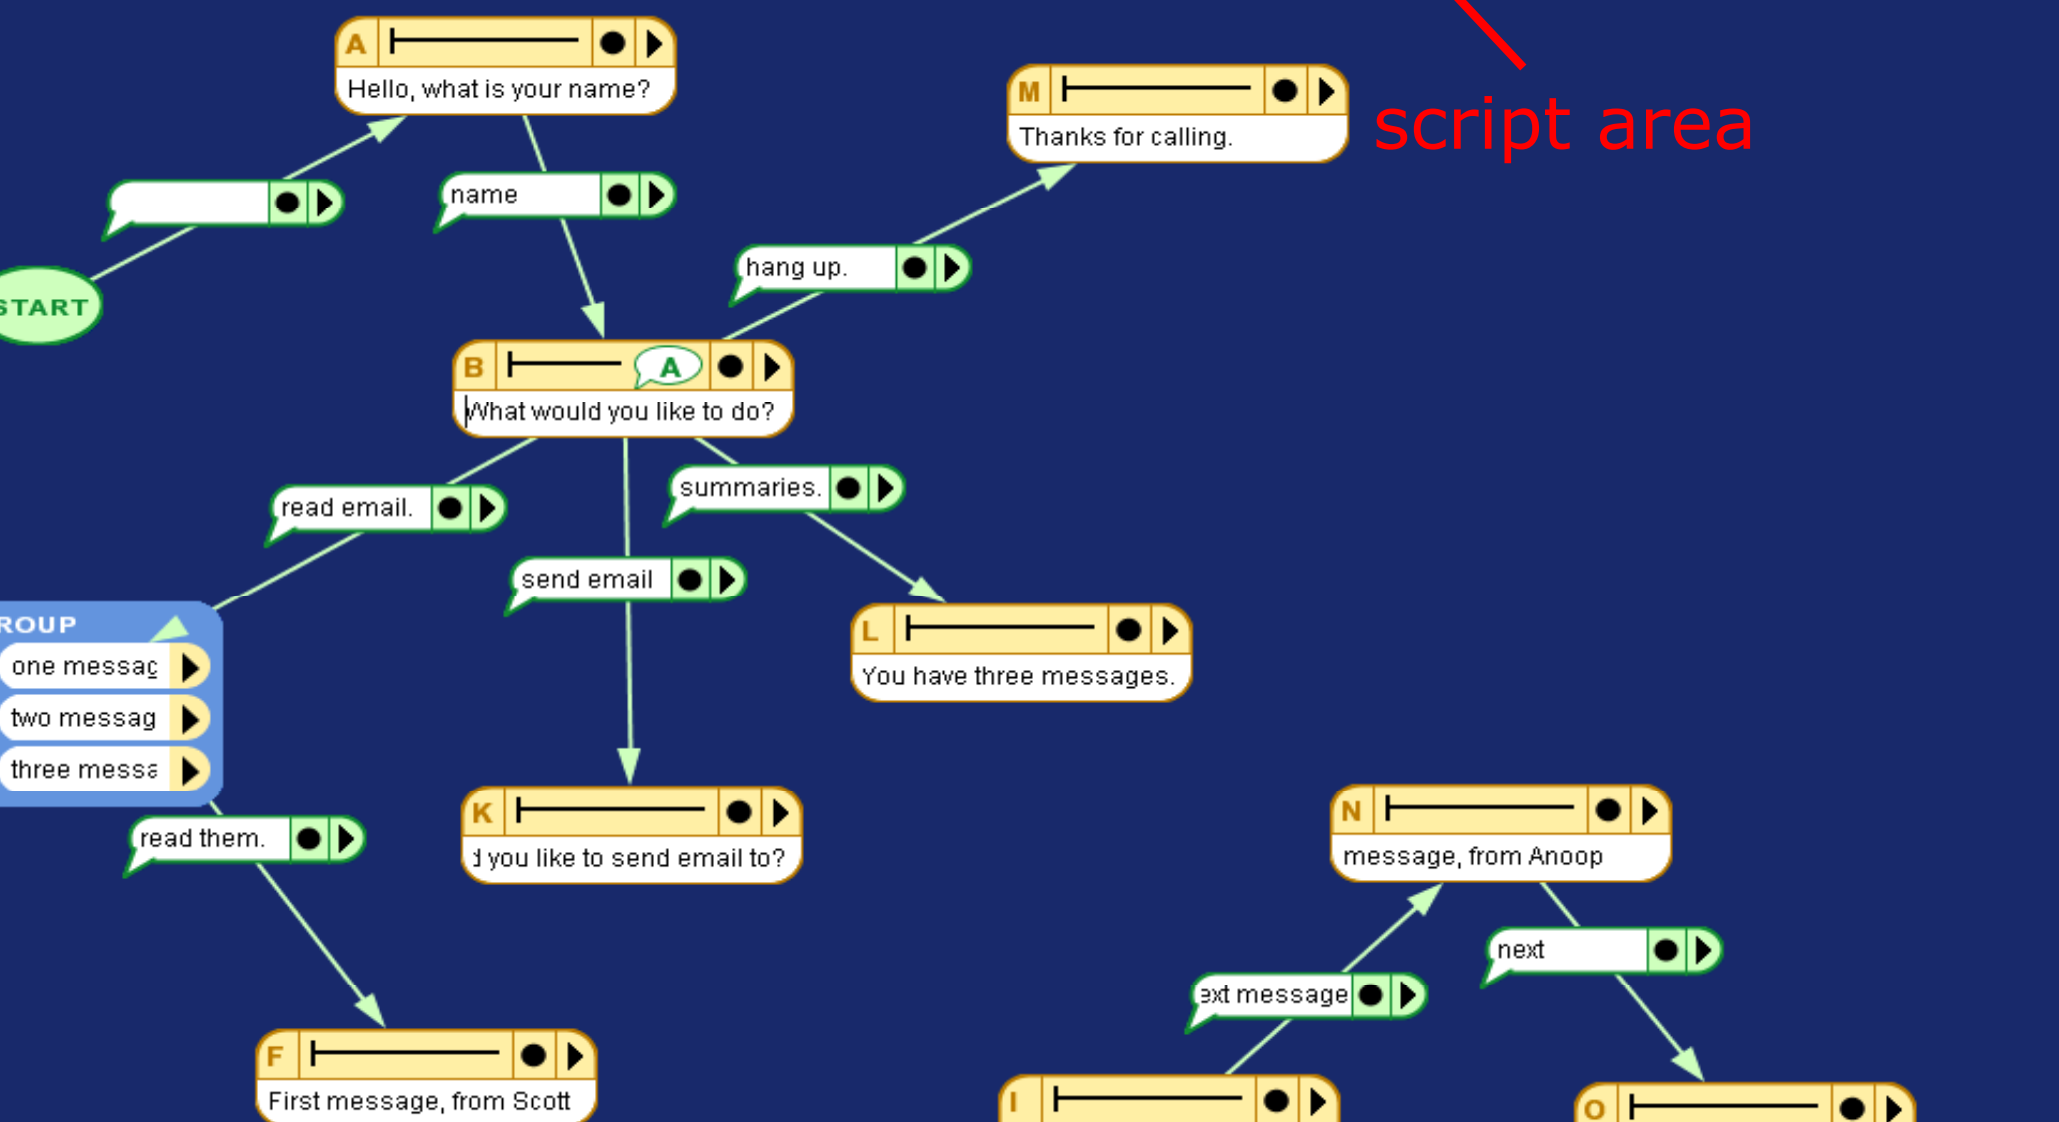 A
Hello, what is your name?
M
Thanks for calling.
script area
name
hang up.
START
B
A
What would you like to do?
read email.
summaries.
send email
ROUP
one messag
two messag
three messa
L
You have three messages.
read them.
K
d you like to send email to?
N
message, from Anoop
next
ext message
F
First message, from Scott
I
O